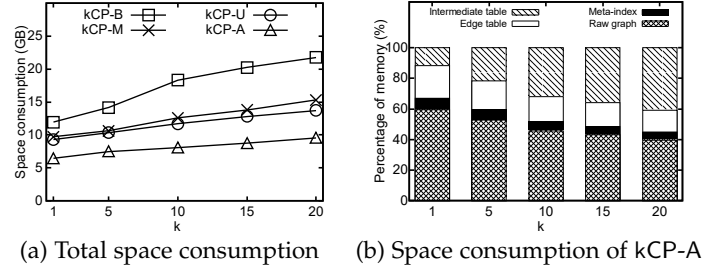 kCP-B
kCP-U
kCP-M
kCP-A
Space consumption (GB)
25
20
15
10
5
0
1
5
10
15
20
k
(a) Total space consumption
Intermediate table
Meta-index
Edge table
Raw graph
Percentage of memory (%)
100
80
60
40
20
0
1
5
10
15
20
k
(b) Space consumption of kCP-A